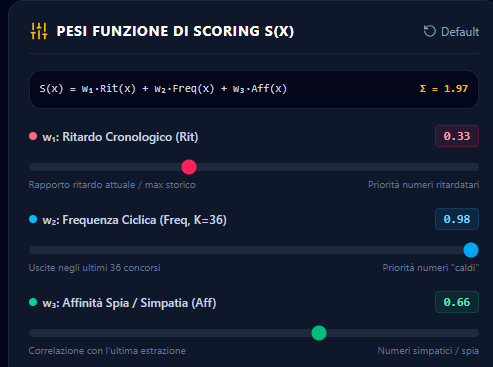 PESI FUNZIONE DI SCORING S(X) Default
S(x) = w₁·Rit(x) + w₂·Freq(x) + w₃·Aff(x) Σ = 1.97
w₁: Ritardo Cronologico (Rit) 0.33
Rapporto ritardo attuale / max storico Priorità numeri ritardatari
w₂: Frequenza Ciclica (Freq, K=36) 0.98
Uscite negli ultimi 36 concorsi Priorità numeri "caldi"
w₃: Affinità Spia / Simpatia (Aff) 0.66
Correlazione con l'ultima estrazione Numeri simpatici / spia